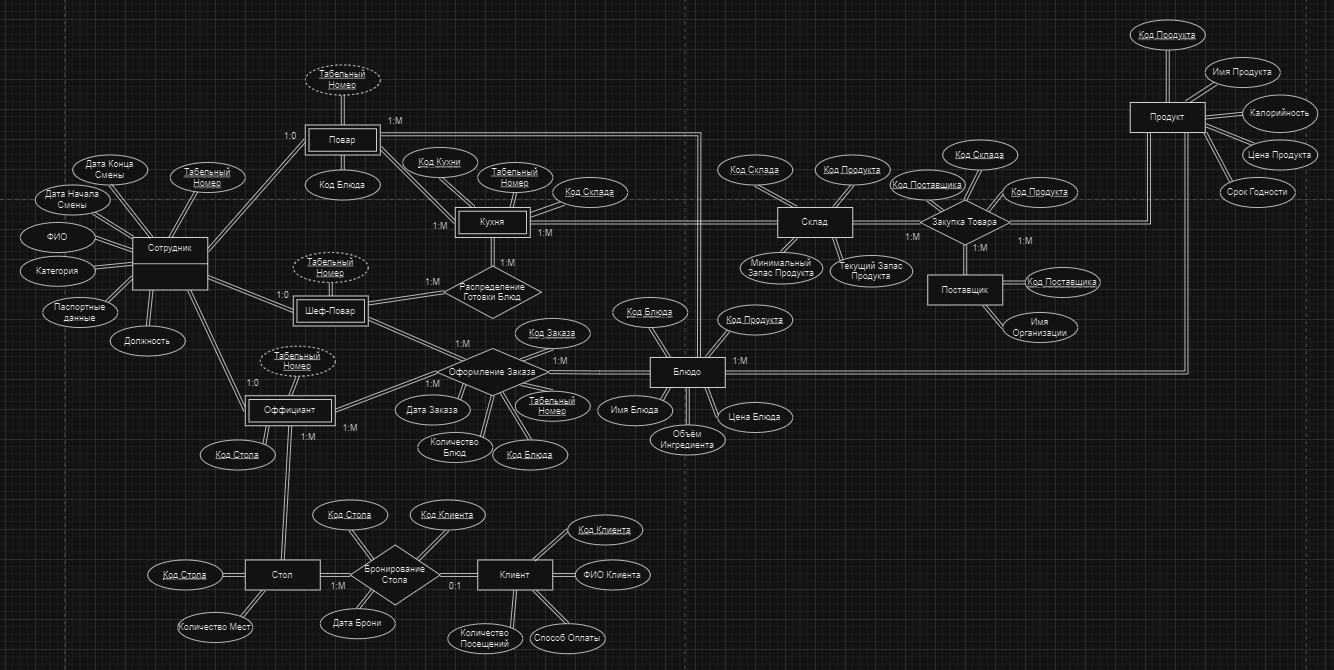 Код Продукта
Имя Продукта
Продукт
Калорийность
Цена Продукта
Срок Годности
Табельный
Номер
1:0
1:М
Повар
Код Блюда
Дата Конца
Смены
Табельный
Номер
Дата Начала
Смены
ФИО
Сотрудник
Категория
Паспортные
данные
Должность
Код Кухни
Табельный
Номер
Код Склада
1:М
Кухня
1:М
Код Склада
Код Продукта
Склад
Минимальный
Запас Продукта
Текущий Запас
Продукта
Код Склада
Код Поставщика
Код Продукта
Закупка Товара
1:М
1:М
1:М
Поставщик
Код Поставщика
Имя
Организации
Табельный
Номер
1:0
Шеф-Повар
1:М
1:М
Распределение
Готовки Блюд
Код Заказа
1:М
1:М
Оформление Заказа
1:М
Дата Заказа
Табельный
Номер
Количество
Блюд
Код Блюда
Код Блюда
Код Продукта
1:М
Блюдо
Имя Блюда
Объём
Ингредиента
Цена Блюда
Табельный
Номер
1:0
Оффициант
1:М
1:М
Код Стола
Код Стола
Код Клиента
Код Клиента
Код Стола
Стол
1:М
Бронирование
Стола
0:1
Клиент
ФИО Клиента
Количество Мест
Дата Брони
Количество
Посещений
Способ Оплаты